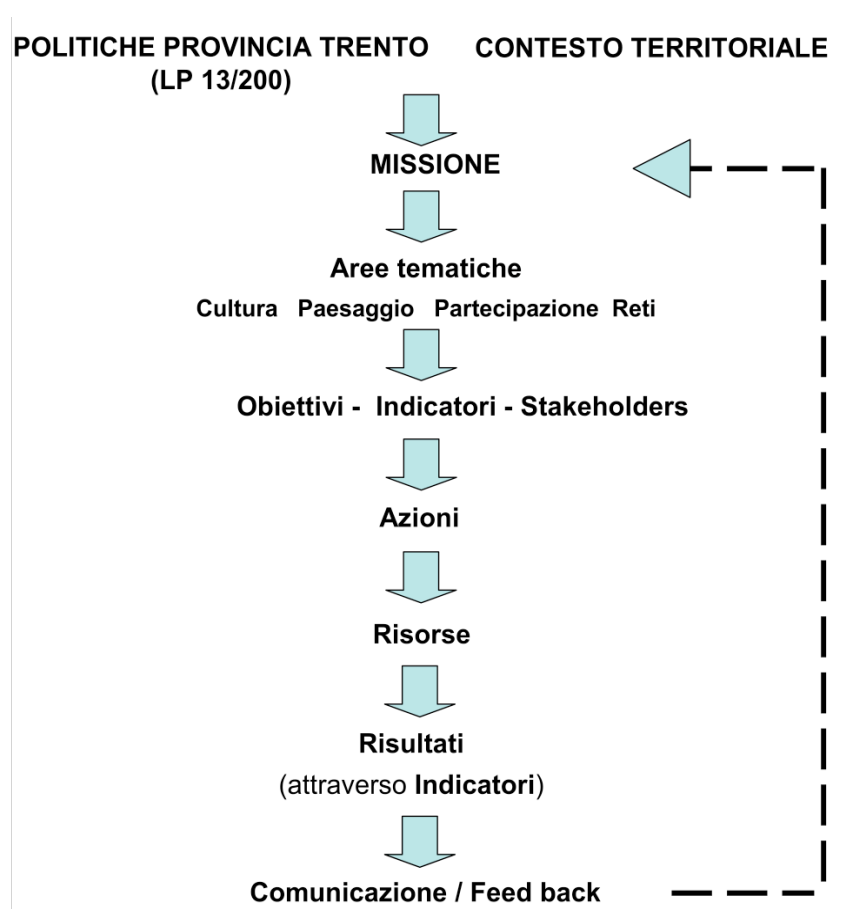 POLITICHE PROVINCIA TRENTO CONTESTO TERRITORIALE
(LP 13/200)
MISSIONE
Aree tematiche
Cultura Paesaggio Partecipazione Reti
Obiettivi - Indicatori - Stakeholders
Azioni
Risorse
Risultati
(attraverso Indicatori)
Comunicazione / Feed back